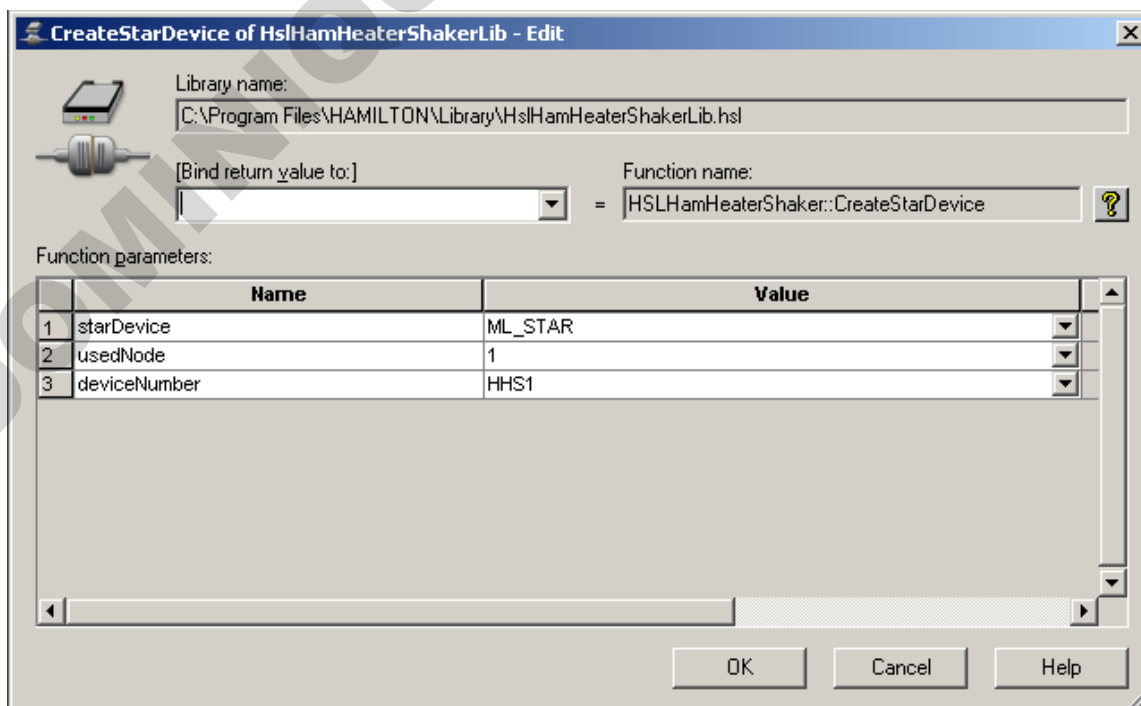 CreateStarDevice of HslHamHeaterShakerLib - Edit
Library name:
C:\Program Files\HAMILTON\Library\HslHamHeaterShakerLib.hsl
[Bind return value to:]
Function name:
=
HSLHamHeaterShaker::CreateStarDevice
?
Function parameters:
Name Value
1 starDevice ML_STAR
2 usedNode 1
3 deviceNumber HHS1
OK Cancel Help